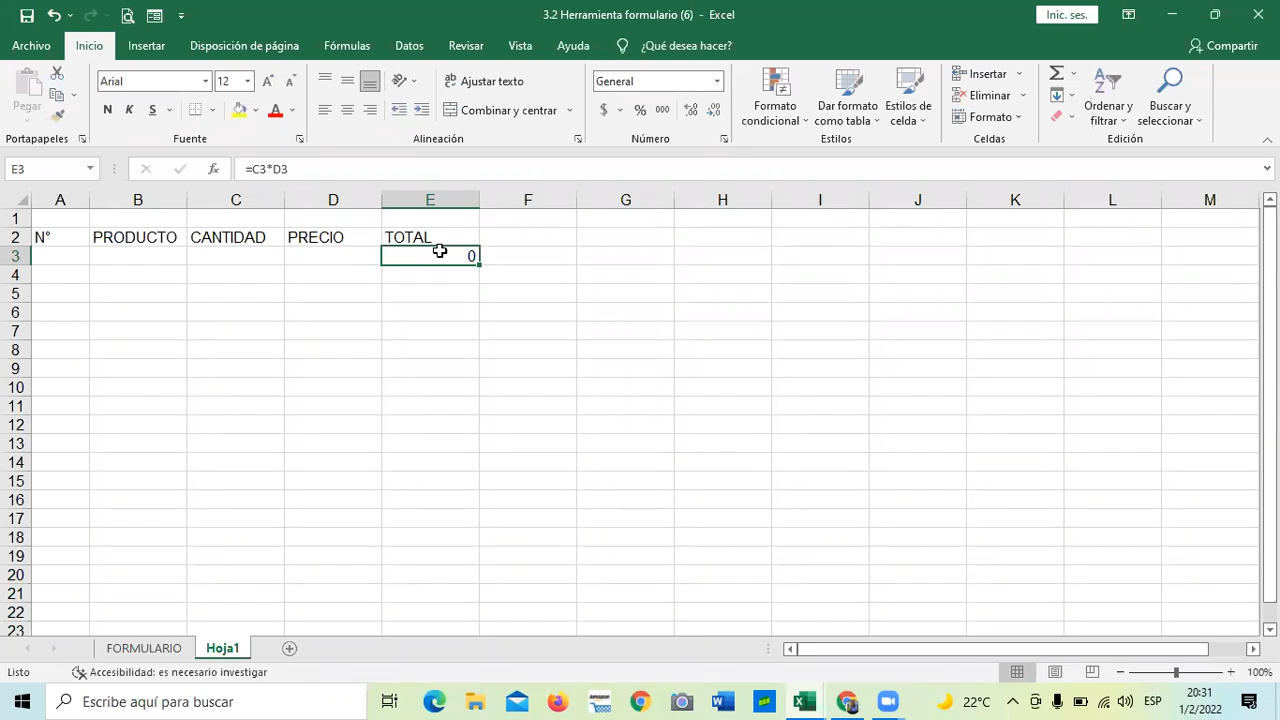 3.2 Herramienta formulario (6) - Excel
Inic. ses.
Archivo Inicio Insertar Disposición de página Fórmulas Datos Revisar Vista Ayuda ¿Qué desea hacer? Compartir
Pegar
Arial 12
N K S
Ajustar texto
Combinar y centrar
General
$ % 000
Formato condicional
Dar formato como tabla
Estilos de celda
Insertar
Eliminar
Formato
Ordenar y filtrar
Buscar y seleccionar
Portapapeles Fuente Alineación Número Estilos Celdas Edición
E3 fx =C3*D3
A B C D E F G H I J K L M
1
2 N° PRODUCTO CANTIDAD PRECIO TOTAL
3 0
4
5
6
7
8
9
10
11
12
13
14
15
16
17
18
19
20
21
22
23
FORMULARIO Hoja1
Listo Accesibilidad: es necesario investigar 100%
Escribe aquí para buscar 22°C ESP 20:31
1/2/2022